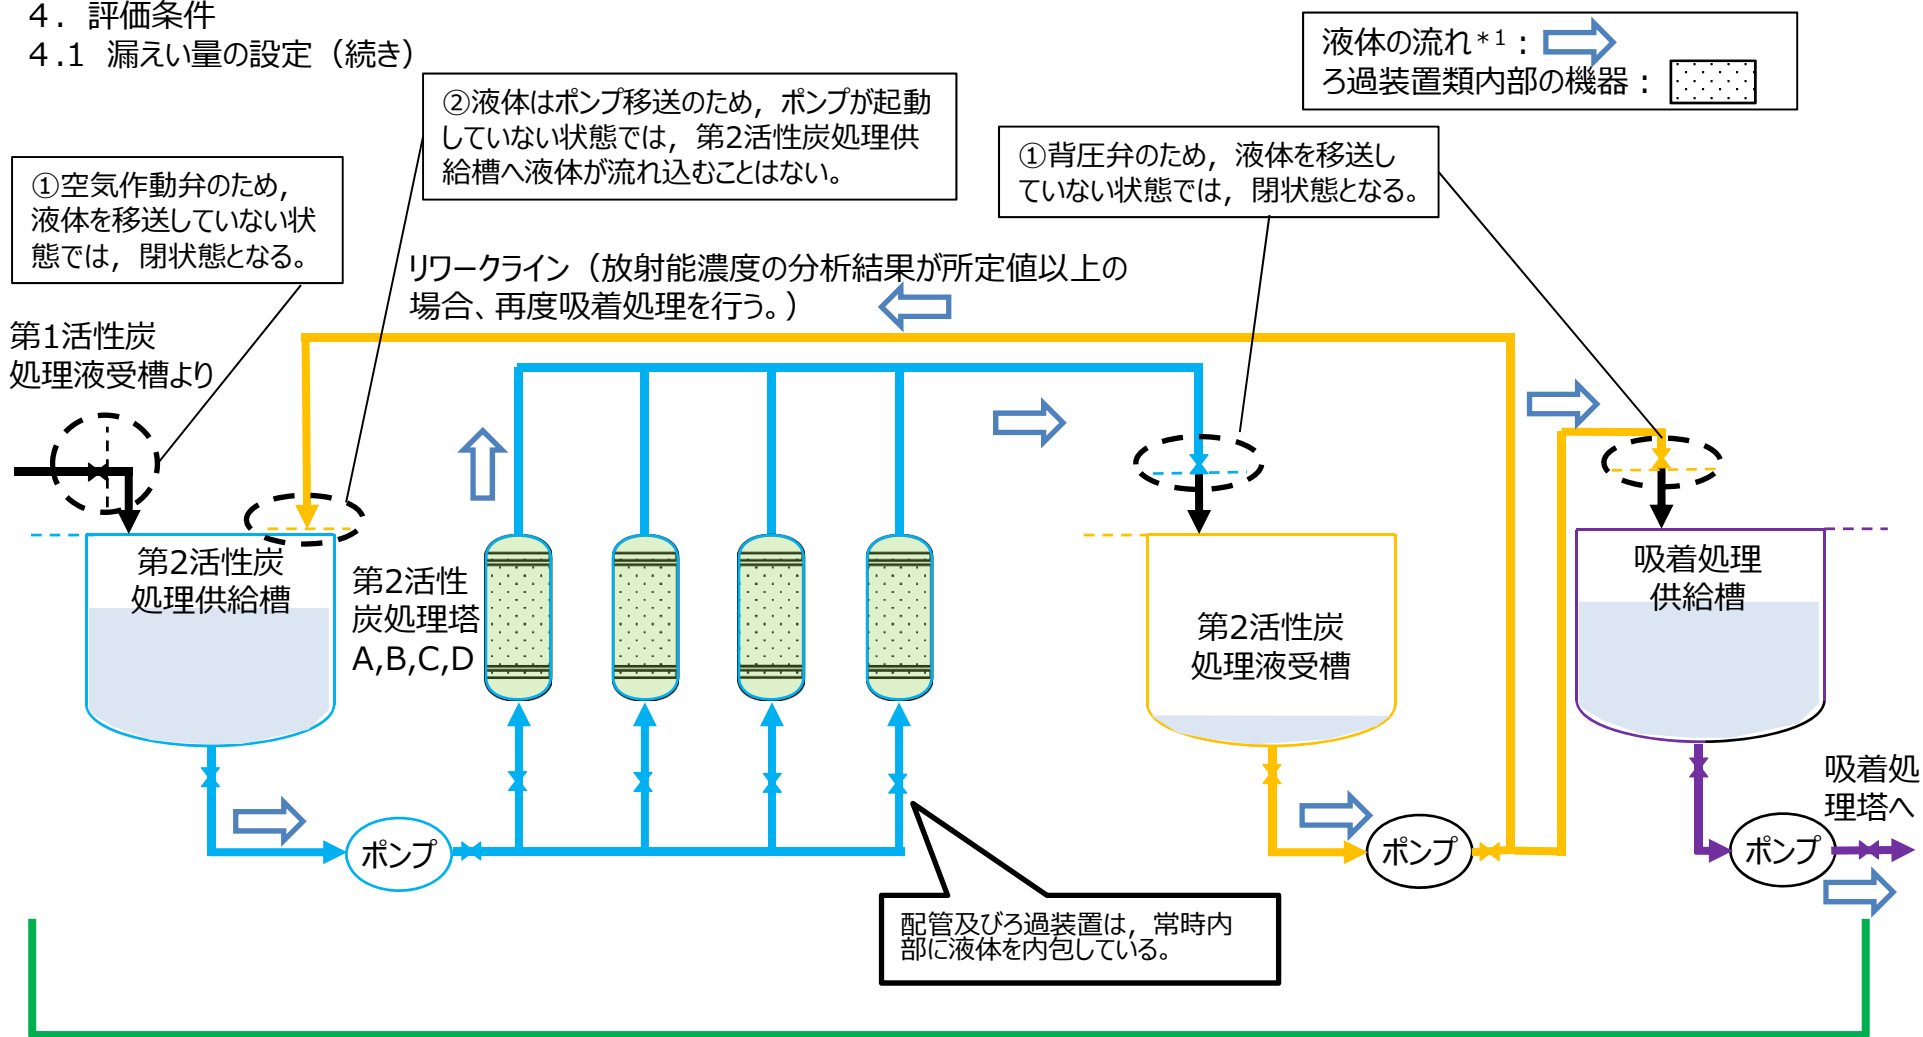 ４．評価条件
４.１ 漏えい量の設定（続き）
液体の流れ＊１：
ろ過装置類内部の機器：
②液体はポンプ移送のため，ポンプが起動
していない状態では，第2活性炭処理供
給槽へ液体が流れ込むことはない。
①背圧弁のため，液体を移送し
ていない状態では，閉状態となる。
①空気作動弁のため，
液体を移送していない状
態では，閉状態となる。
リワークライン（放射能濃度の分析結果が所定値以上の
場合、再度吸着処理を行う。）
第1活性炭
処理液受槽より
第2活性炭
処理供給槽
第2活性
炭処理塔
A,B,C,D
第2活性炭
処理液受槽
吸着処理
供給槽
吸着処
理塔へ
ポンプ
ポンプ
ポンプ
配管及びろ過装置は，常時内
部に液体を内包している。